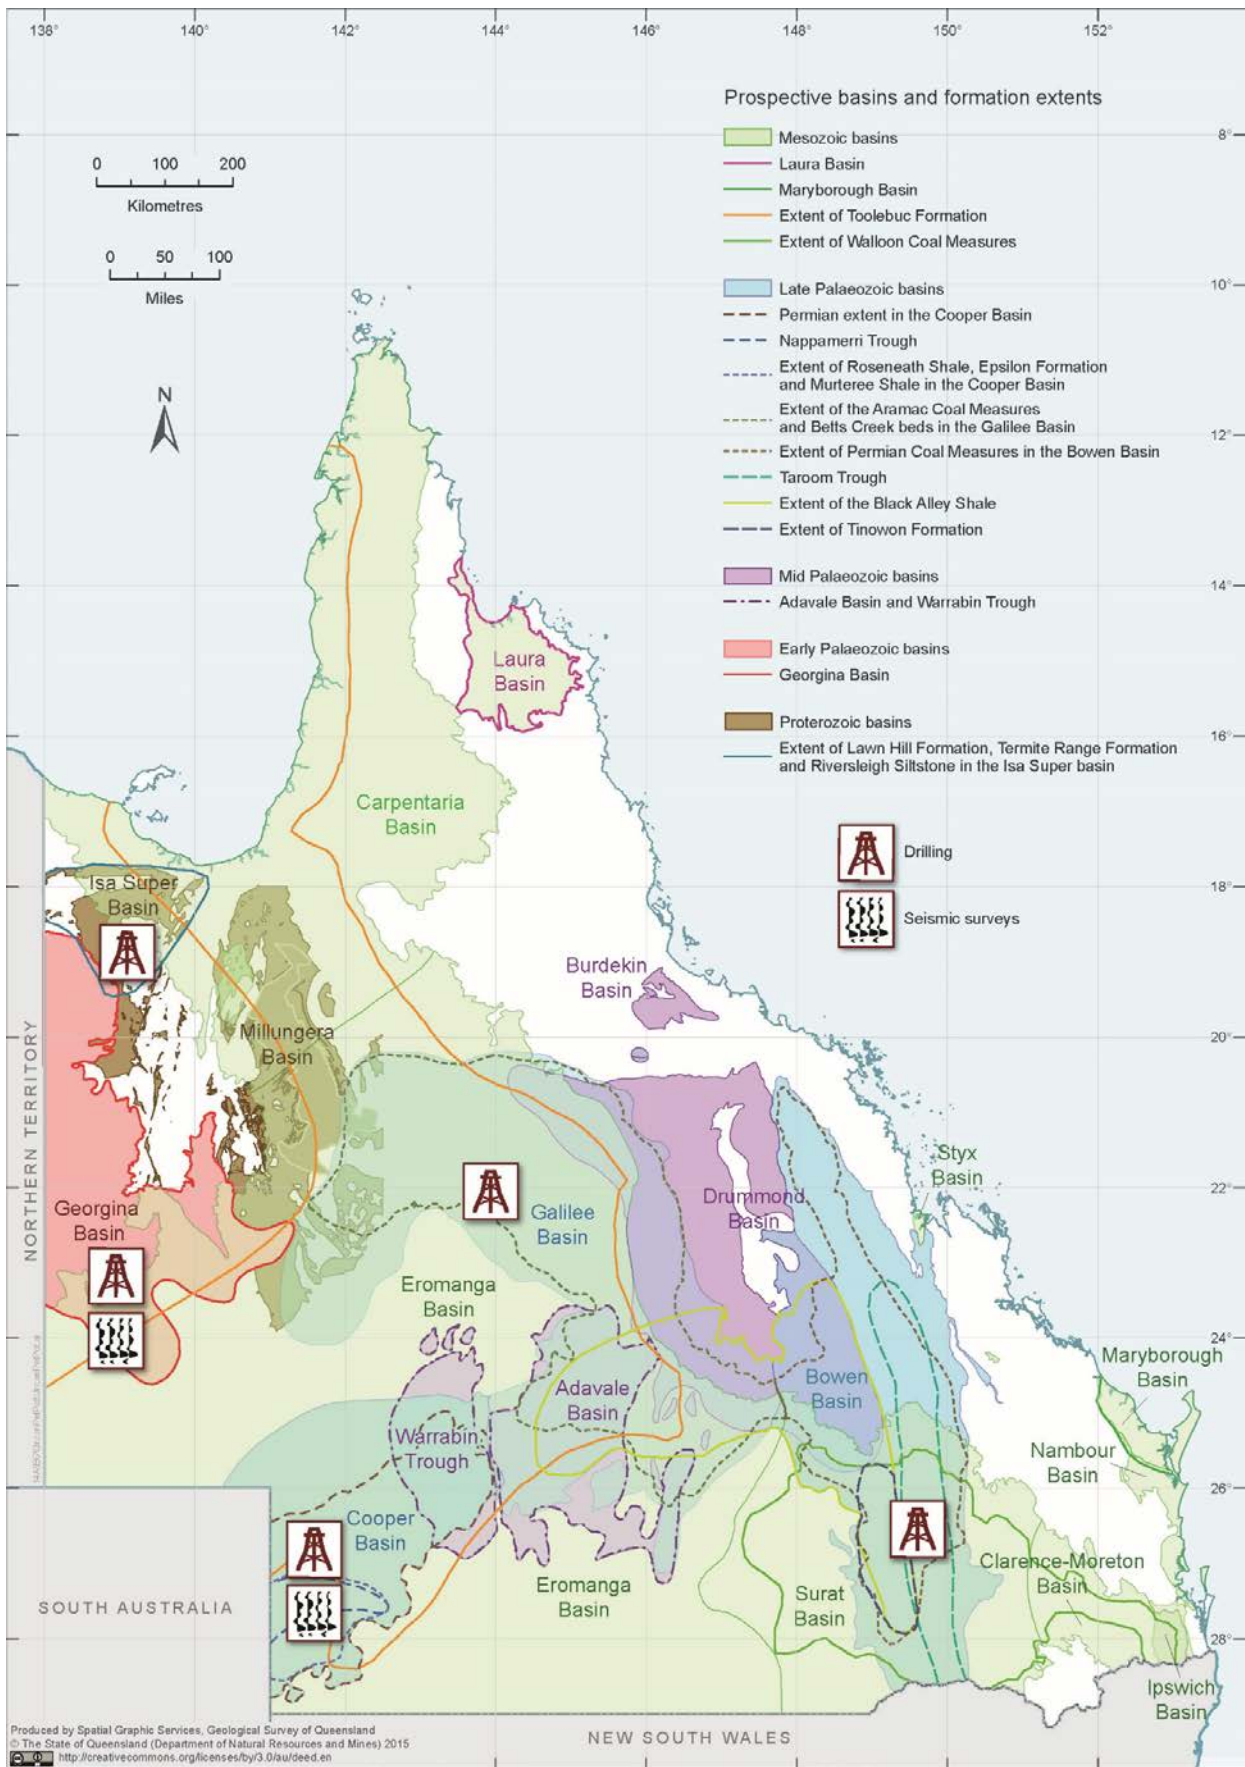 138°
140°
142°
144°
146°
148°
150°
152°
Prospective basins and formation extents
Mesozoic basins
Laura Basin
Maryborough Basin
Extent of Toolebuc Formation
Extent of Walloon Coal Measures
Late Palaeozoic basins
Permian extent in the Cooper Basin
Nappamerri Trough
Extent of Roseneath Shale, Epsilon Formation
and Murteree Shale in the Cooper Basin
Extent of the Aramac Coal Measures
and Betts Creek beds in the Galilee Basin
Extent of Permian Coal Measures in the Bowen Basin
Taroom Trough
Extent of the Black Alley Shale
Extent of Tinowon Formation
Mid Palaeozoic basins
Adavale Basin and Warrabin Trough
Early Palaeozoic basins
Georgina Basin
Proterozoic basins
Extent of Lawn Hill Formation, Termite Range Formation
and Riversleigh Siltstone in the Isa Super basin
Drilling
Seismic surveys
0 100 200
Kilometres
0 50 100
Miles
N
8°
10°
12°
14°
16°
18°
20°
22°
24°
26°
28°
Laura
Basin
Carpentaria
Basin
Isa Super
Basin
Burdekin
Basin
Millungera
Basin
NORTHERN TERRITORY
Styx
Basin
Drummond
Basin
Georgina
Basin
Galilee
Basin
Eromanga
Basin
Maryborough
Basin
Bowen
Basin
Adavale
Basin
Warrabin
Trough
Nambour
Basin
Cooper
Basin
Clarence-Moreton
Basin
Eromanga
Basin
Surat
Basin
SOUTH AUSTRALIA
Ipswich
Basin
NEW SOUTH WALES
Produced by Spatial Graphic Services, Geological Survey of Queensland
© The State of Queensland (Department of Natural Resources and Mines) 2015
http://creativecommons.org/licenses/by/3.0/au/deed.en